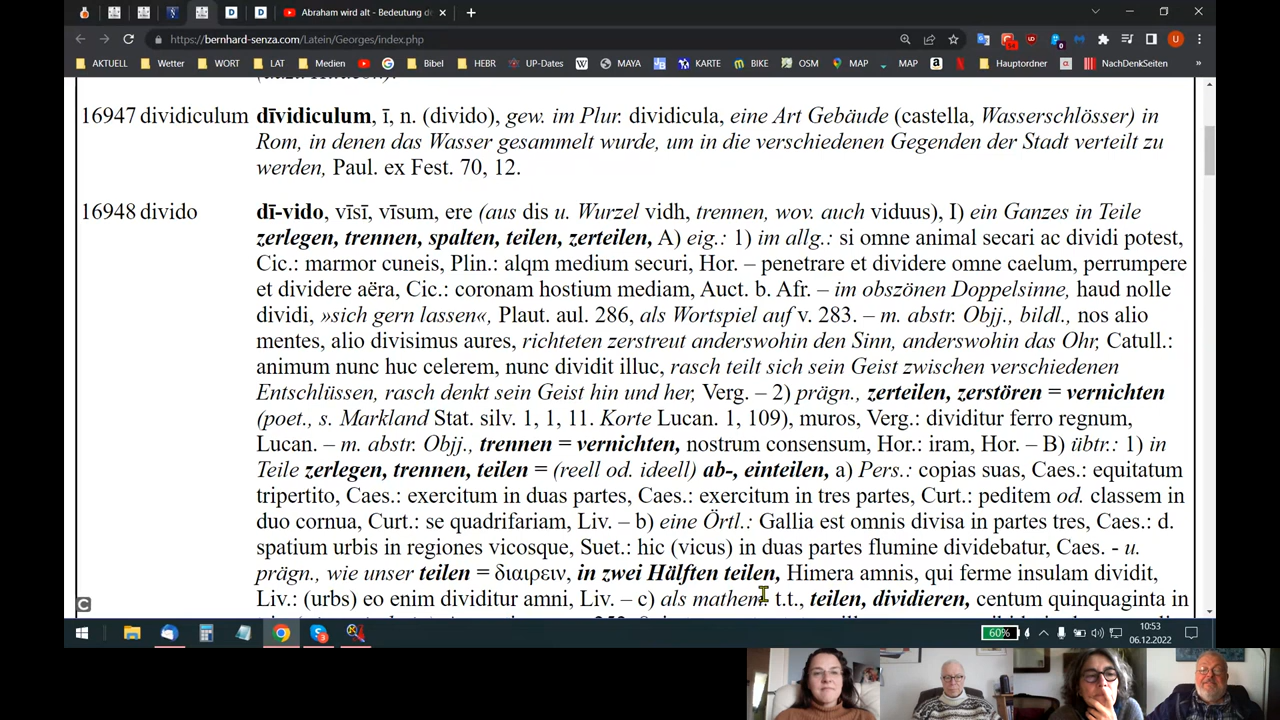 Abraham wird alt - Bedeutung de
https://bernhard-senza.com/Latein/Georges/index.php
AKTUELL Wetter WORT LAT Medien Bibel HEBR UP-Dates MAYA KARTE BIKE OSM MAP MAP Hauptordner NachDenkSeiten
16947 dividiculum dīvidiculum, ī, n. (divido), gew. im Plur. dividicula, eine Art Gebäude (castella, Wasserschlösser) in
Rom, in denen das Wasser gesammelt wurde, um in die verschiedenen Gegenden der Stadt verteilt zu
werden, Paul. ex Fest. 70, 12.
16948 divido dī-vido, vīsī, vīsum, ere (aus dis u. Wurzel vidh, trennen, wov. auch viduus), I) ein Ganzes in Teile
zerlegen, trennen, spalten, teilen, zerteilen, A) eig.: 1) im allg.: si omne animal secari ac dividi potest,
Cic.: marmor cuneis, Plin.: alqm medium securi, Hor. – penetrare et dividere omne caelum, perrumpere
et dividere aëra, Cic.: coronam hostium mediam, Auct. b. Afr. – im obszönen Doppelsinne, haud nolle
dividi, »sich gern lassen«, Plaut. aul. 286, als Wortspiel auf v. 283. – m. abstr. Objj., bildl., nos alio
mentes, alio divisimus aures, richteten zerstreut anderswohin den Sinn, anderswohin das Ohr, Catull.:
animum nunc huc celerem, nunc dividit illuc, rasch teilt sich sein Geist zwischen verschiedenen
Entschlüssen, rasch denkt sein Geist hin und her, Verg. – 2) prägn., zerteilen, zerstören = vernichten
(poet., s. Markland Stat. silv. 1, 1, 11. Korte Lucan. 1, 109), muros, Verg.: dividitur ferro regnum,
Lucan. – m. abstr. Objj., trennen = vernichten, nostrum consensum, Hor.: iram, Hor. – B) übtr.: 1) in
Teile zerlegen, trennen, teilen = (reell od. ideell) ab-, einteilen, a) Pers.: copias suas, Caes.: equitatum
tripertito, Caes.: exercitum in duas partes, Caes.: exercitum in tres partes, Curt.: peditem od. classem in
duo cornua, Curt.: se quadrifariam, Liv. – b) eine Örtl.: Gallia est omnis divisa in partes tres, Caes.: d.
spatium urbis in regiones vicosque, Suet.: hic (vicus) in duas partes flumine dividebatur, Caes. - u.
prägn., wie unser teilen = διαιρειν, in zwei Hälften teilen, Himera amnis, qui ferme insulam dividit,
Liv.: (urbs) eo enim dividitur amni, Liv. – c) als mathem. t.t., teilen, dividieren, centum quinquaginta in
60% 10:53
06.12.2022